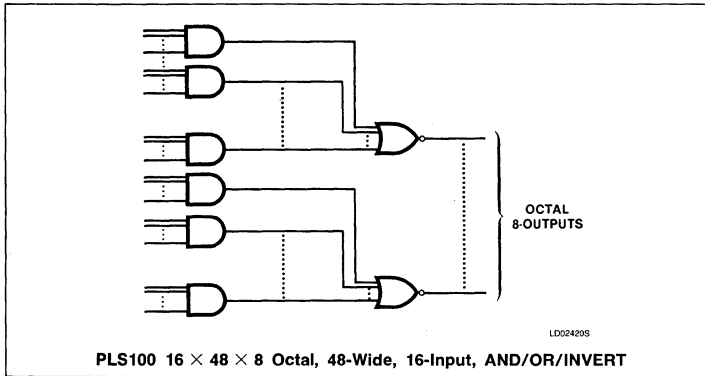 OCTAL
8-OUTPUTS
LD02420S
PLS100 16 × 48 × 8 Octal, 48-Wide, 16-Input, AND/OR/INVERT